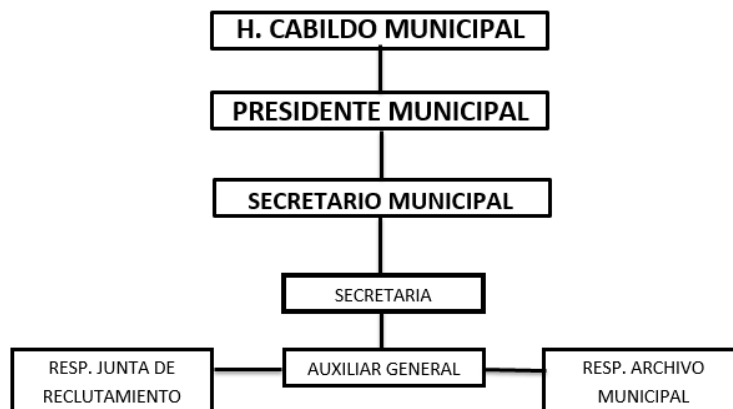 H. CABILDO MUNICIPAL
PRESIDENTE MUNICIPAL
SECRETARIO MUNICIPAL
SECRETARIA
RESP. JUNTA DE
RECLUTAMIENTO
AUXILIAR GENERAL
RESP. ARCHIVO
MUNICIPAL